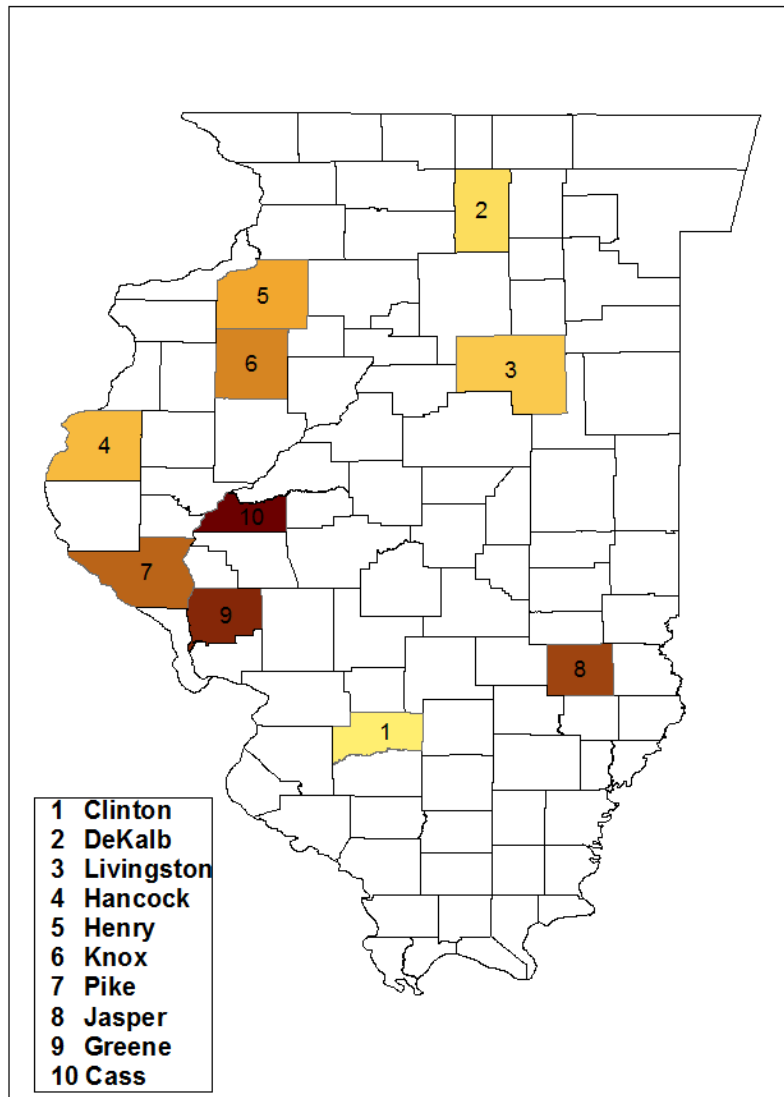 2
5
3
6
4
10
7
9
8
1
1 Clinton
2 DeKalb
3 Livingston
4 Hancock
5 Henry
6 Knox
7 Pike
8 Jasper
9 Greene
10 Cass